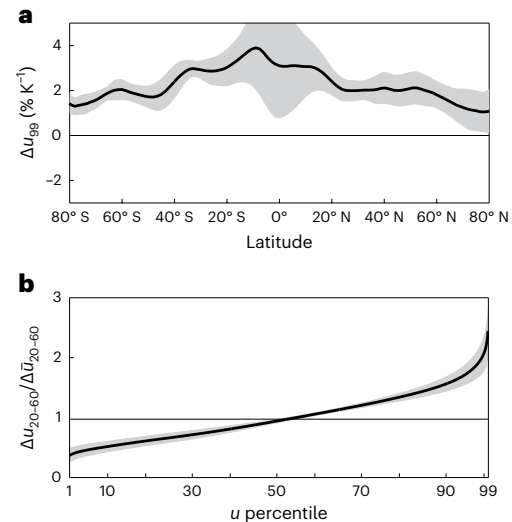 a
4
2
0
−2
Δu99 (% K−1)
80° S 60° S 40° S 20° S 0° 20° N 40° N 60° N 80° N
Latitude
b
3
2
1
0
Δu20–60/Δū20–60
1 10 30 50 70 90 99
u percentile